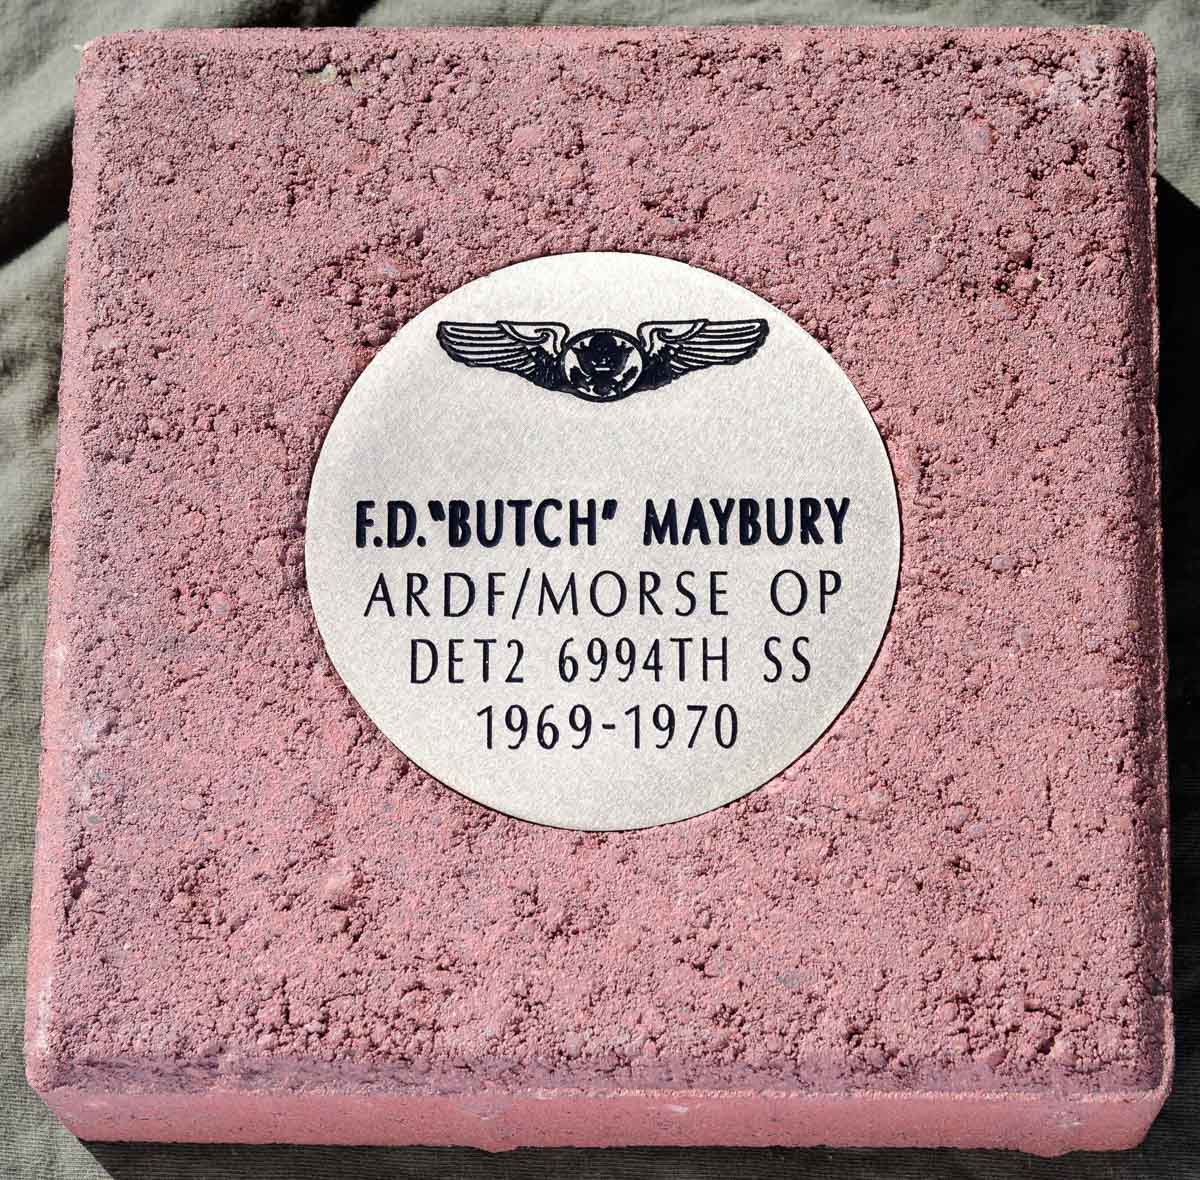 F.D. "BUTCH" MAYBURY
ARDF/MORSE OP
DET2 6994TH SS
1969-1970